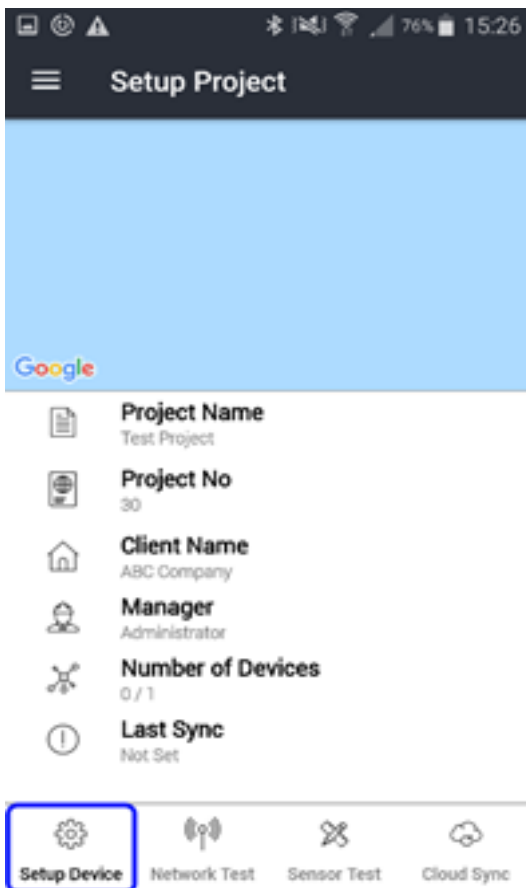 76% 15:26
Setup Project
Google
Project Name
Test Project
Project No
30
Client Name
ABC Company
Manager
Administrator
Number of Devices
0 / 1
Last Sync
Not Set
Setup Device Network Test Sensor Test Cloud Sync